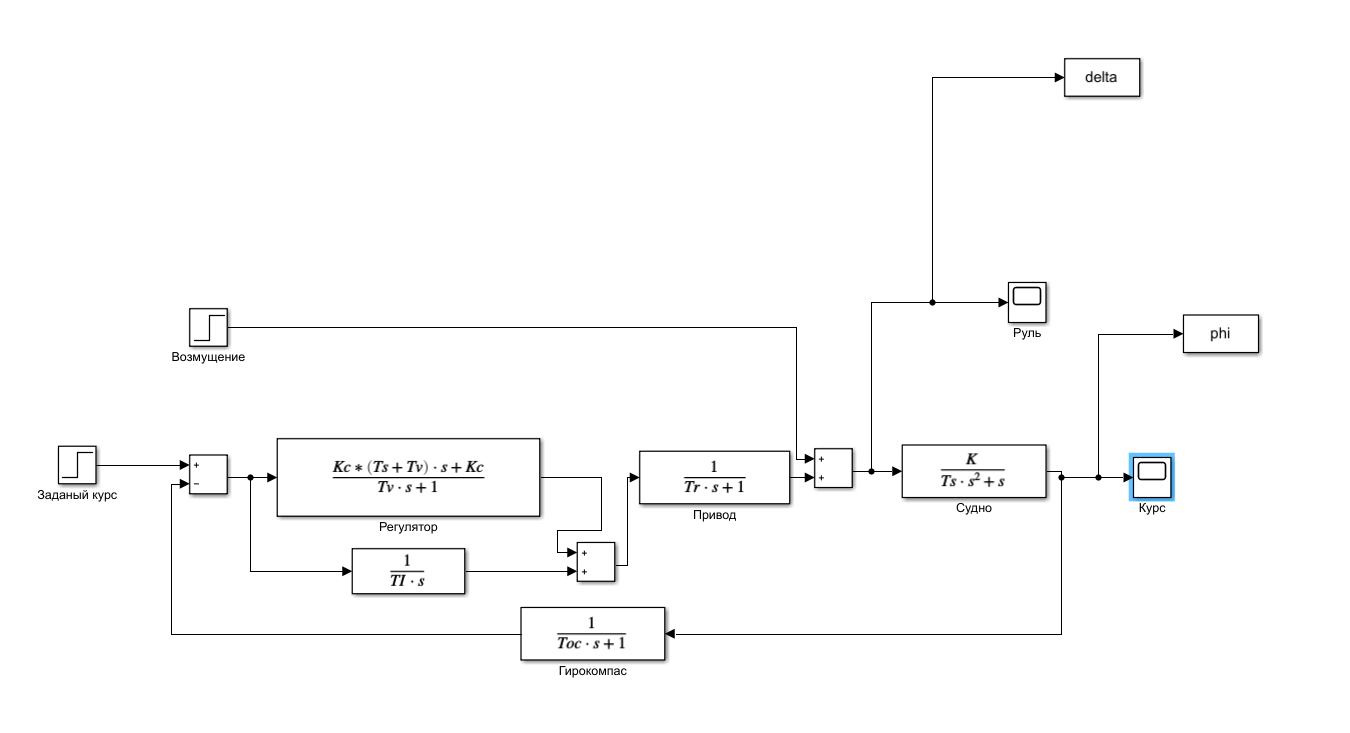 delta
Руль
phi
Возмущение
+
+
Kc ∗ (Ts + Tv) · s + Kc
Tv · s + 1
Регулятор
1
Tr · s + 1
Привод
K
Ts · s² + s
Судно
Курс
+
−
Заданый курс
1
TI · s
+
+
1
Toc · s + 1
Гирокомпас